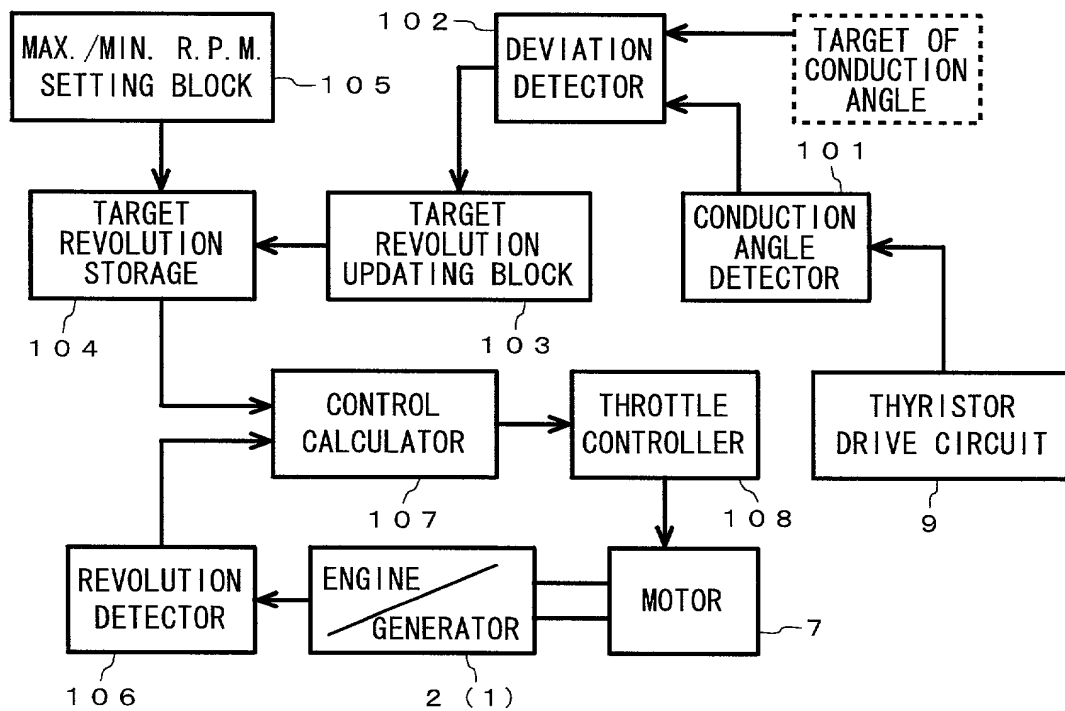 MAX./MIN. R.P.M.
SETTING BLOCK
105
102
DEVIATION
DETECTOR
TARGET OF
CONDUCTION
ANGLE
101
TARGET
REVOLUTION
STORAGE
104
TARGET
REVOLUTION
UPDATING BLOCK
103
CONDUCTION
ANGLE
DETECTOR
CONTROL
CALCULATOR
107
THROTTLE
CONTROLLER
108
THYRISTOR
DRIVE CIRCUIT
9
REVOLUTION
DETECTOR
106
ENGINE
GENERATOR
2 (1)
MOTOR
7